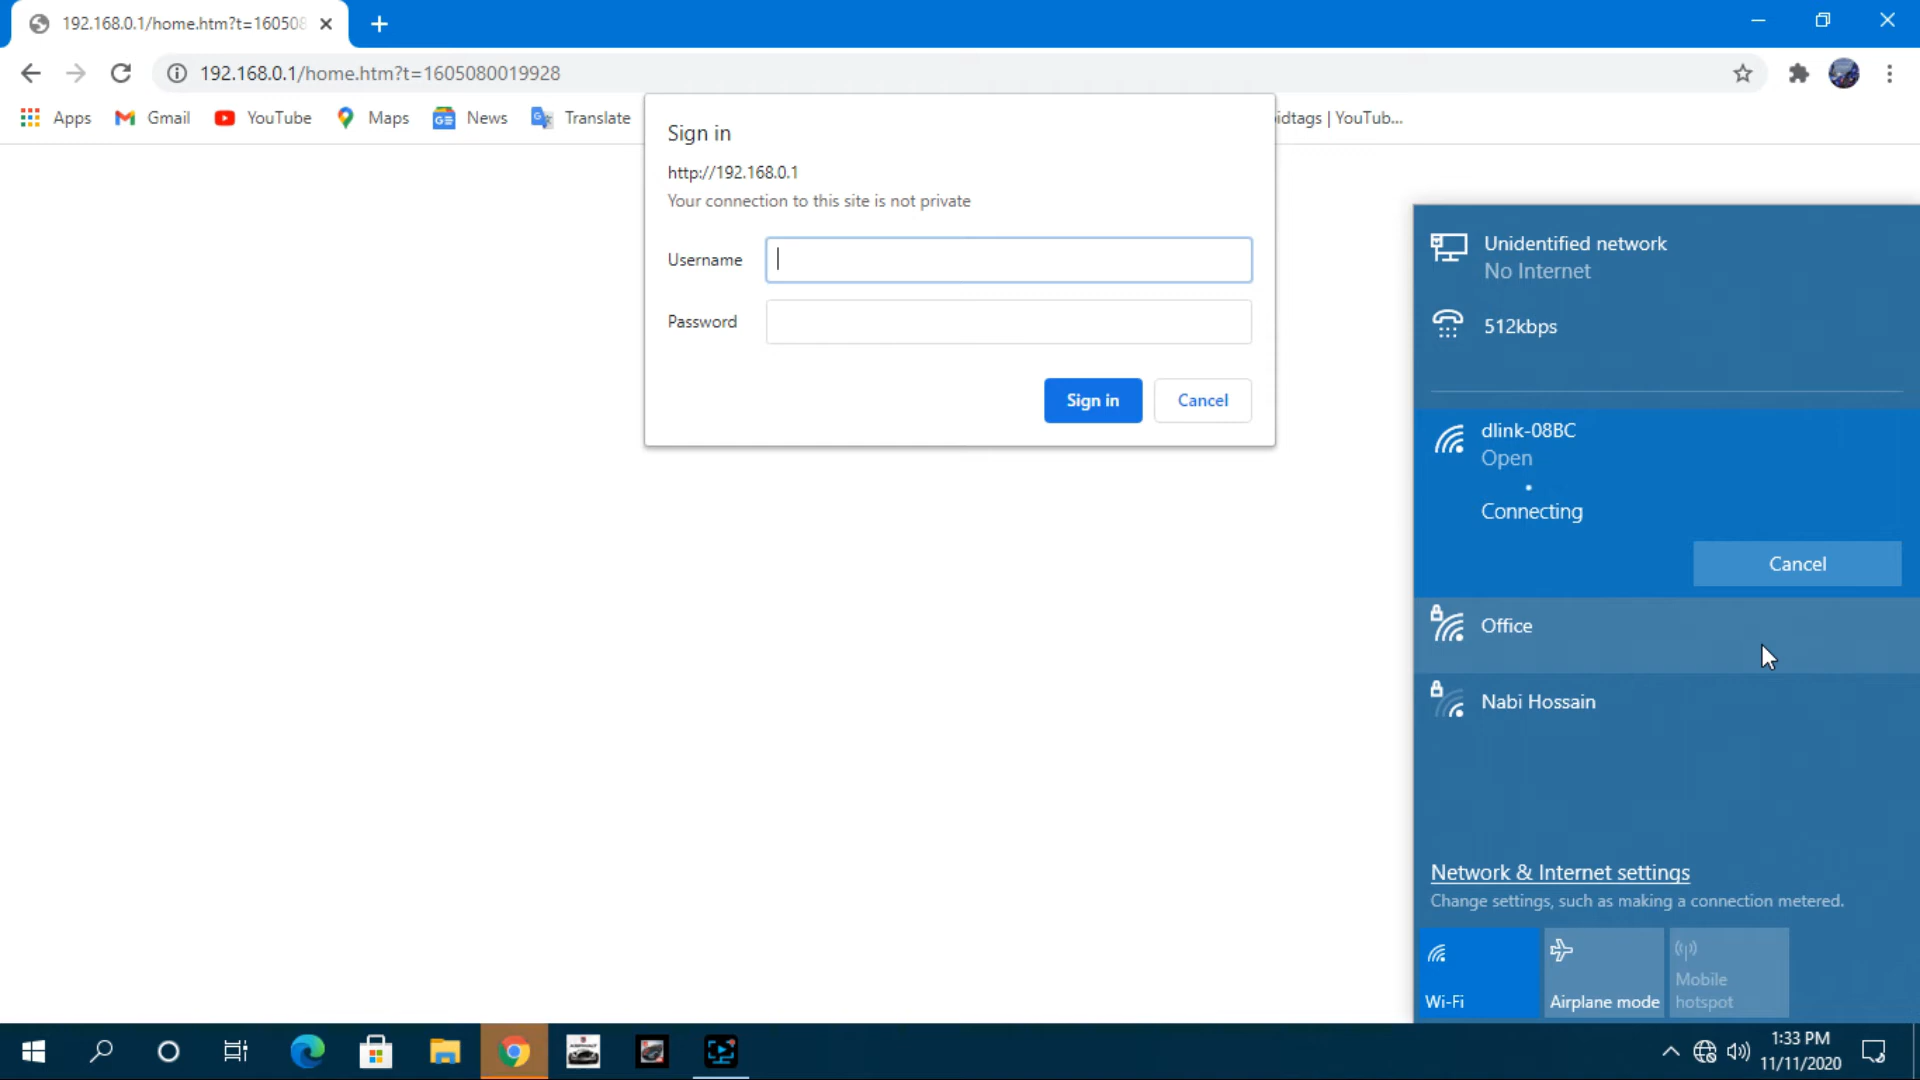 192.168.0.1/home.htm?t=160508
192.168.0.1/home.htm?t=1605080019928
Apps
Gmail
YouTube
Maps
News
Translate
idtags | YouTub...
Sign in
http://192.168.0.1
Your connection to this site is not private
Username
Password
Sign in
Cancel
Unidentified network
No Internet
512kbps
dlink-08BC
Open
Connecting
Cancel
Office
Nabi Hossain
Network & Internet settings
Change settings, such as making a connection metered.
Wi-Fi
Airplane mode
Mobile
hotspot
1:33 PM
11/11/2020